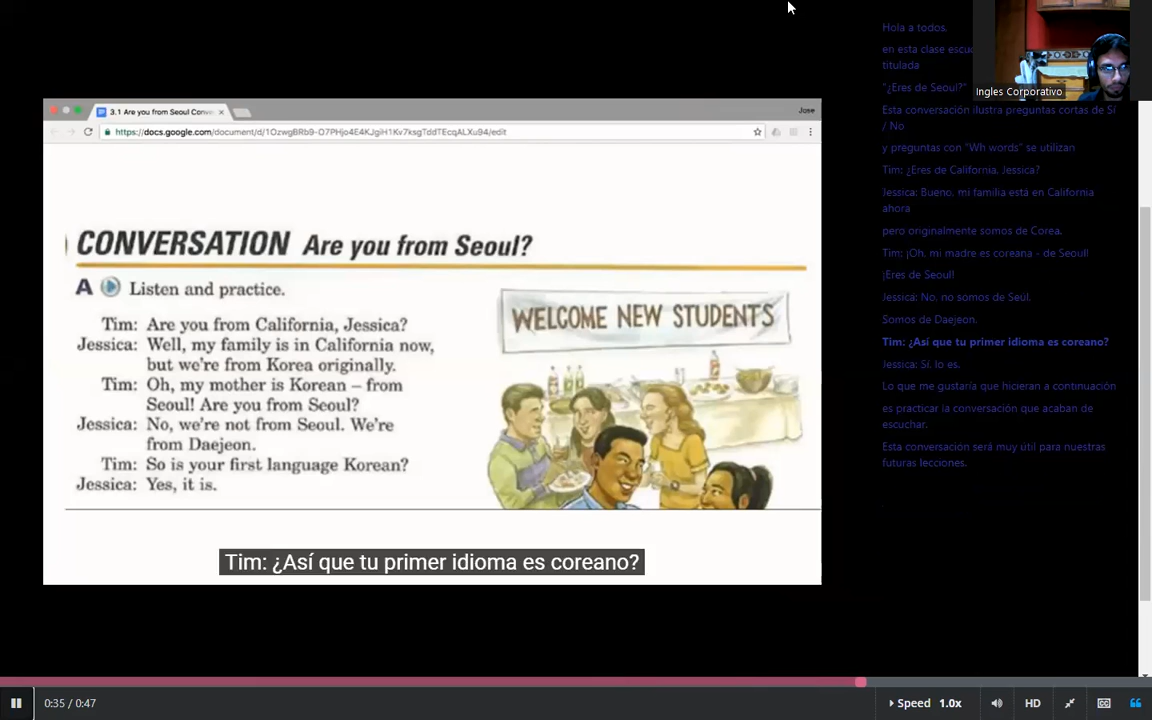 3.1 Are you from Seoul Conve
Jose
https://docs.google.com/document/d/1OzwgBRb9-O7PHjo4E4KJgiH1Kv7ksgTddTEcqALXu94/edit
CONVERSATION Are you from Seoul?
A Listen and practice.
Tim: Are you from California, Jessica?
Jessica: Well, my family is in California now,
but we're from Korea originally.
Tim: Oh, my mother is Korean – from
Seoul! Are you from Seoul?
Jessica: No, we're not from Seoul. We're
from Daejeon.
Tim: So is your first language Korean?
Jessica: Yes, it is.
WELCOME NEW STUDENTS
Tim: ¿Así que tu primer idioma es coreano?
Hola a todos,
en esta clase escuc
titulada
"¿Eres de Seoul?"
Esta conversación ilustra preguntas cortas de Sí
/ No
y preguntas con "Wh words" se utilizan
Tim: ¿Eres de California, Jessica?
Jessica: Bueno, mi familia está en California
ahora
pero originalmente somos de Corea.
Tim: ¡Oh, mi madre es coreana - de Seoul!
¡Eres de Seoul!
Jessica: No, no somos de Seúl.
Somos de Daejeon.
Tim: ¿Así que tu primer idioma es coreano?
Jessica: Sí, lo es.
Lo que me gustaría que hicieran a continuación
es practicar la conversación que acaban de
escuchar.
Esta conversación será muy útil para nuestras
futuras lecciones.
Ingles Corporativo
0:35 / 0:47
Speed 1.0x
HD